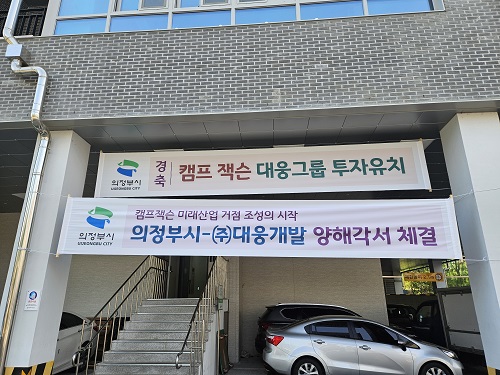 의정부시
UIJEONGBU CITY
경축
캠프 잭슨 대웅그룹 투자유치
의정부시
UIJEONGBU CITY
캠프잭슨 미래산업 거점 조성의 시작
의정부시-(주)대웅개발 양해각서 체결